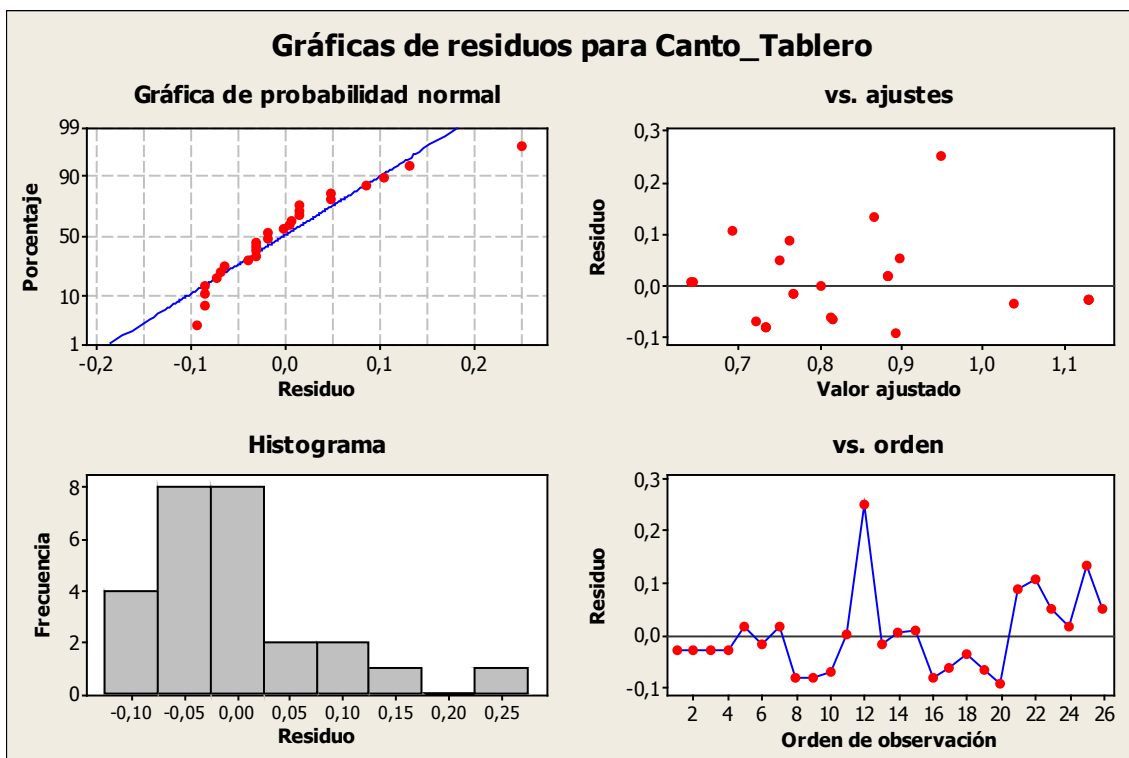 Gráficas de residuos para Canto_Tablero
Gráfica de probabilidad normal
99
90
50
10
1
Porcentaje
-0,2 -0,1 0,0 0,1 0,2
Residuo
vs. ajustes
0,3
0,2
0,1
0,0
-0,1
Residuo
0,7 0,8 0,9 1,0 1,1
Valor ajustado
Histograma
8
6
4
2
0
Frecuencia
-0,10 -0,05 0,00 0,05 0,10 0,15 0,20 0,25
Residuo
vs. orden
0,3
0,2
0,1
0,0
-0,1
Residuo
2 4 6 8 10 12 14 16 18 20 22 24 26
Orden de observación